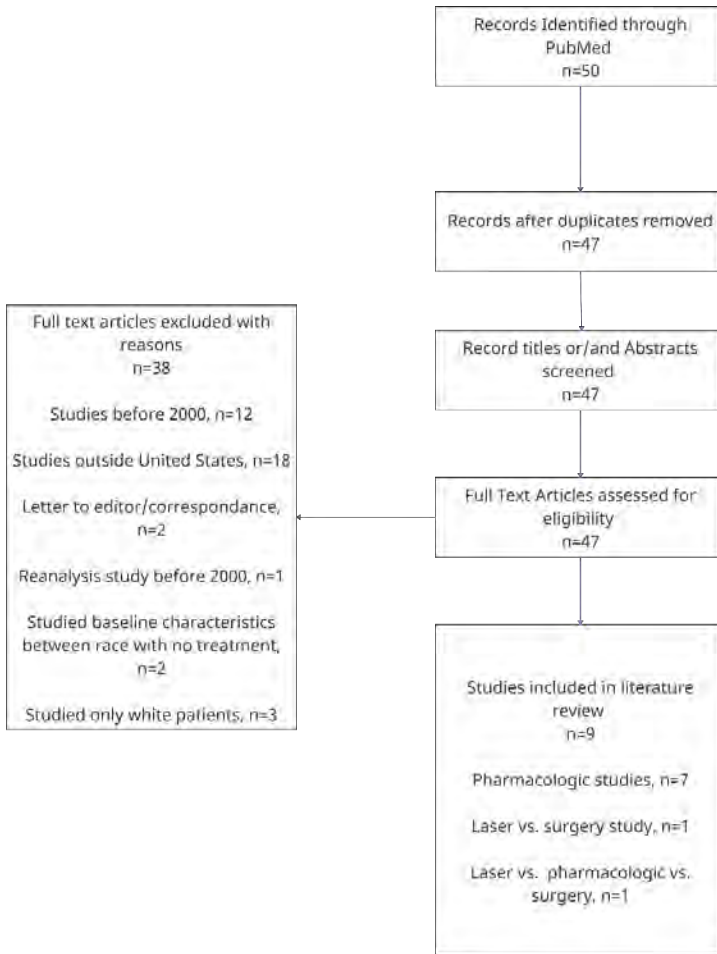 Records Identified through
PubMed
n=50
Records after duplicates removed
n=47
Record titles or/and Abstracts
screened
n=47
Full Text Articles assessed for
eligibility
n=47
Full text articles excluded with
reasons
n=38
Studies before 2000, n=12
Studies outside United States, n=18
Letter to editor/correspondance,
n=2
Reanalysis study before 2000, n=1
Studied baseline characteristics
between race with no treatment,
n=2
Studied only white patients, n=3
Studies included in literature
review
n=9
Pharmacologic studies, n=7
Laser vs. surgery study, n=1
Laser vs. pharmacologic vs.
surgery, n=1